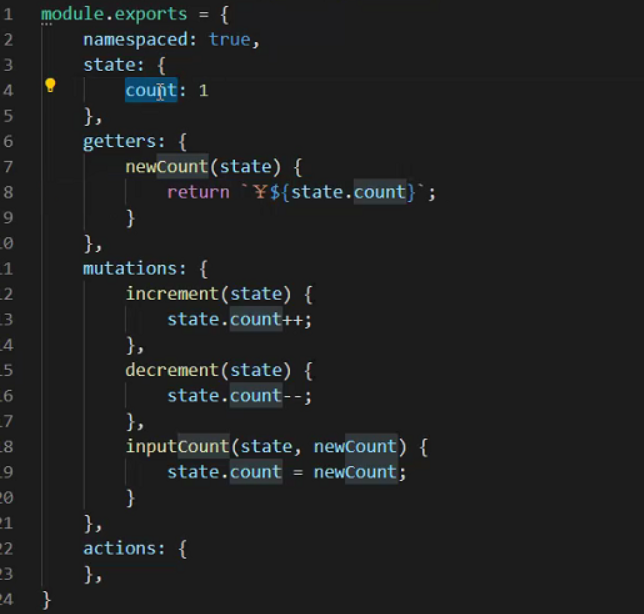 1 module.exports = {
2 namespaced: true,
3 state: {
4 count: 1
5 },
6 getters: {
7 newCount(state) {
8 return `¥${state.count}`;
9 }
10 },
11 mutations: {
12 increment(state) {
13 state.count++;
14 },
15 decrement(state) {
16 state.count--;
17 },
18 inputCount(state, newCount) {
19 state.count = newCount;
20 }
21 },
22 actions: {
23 },
24 }